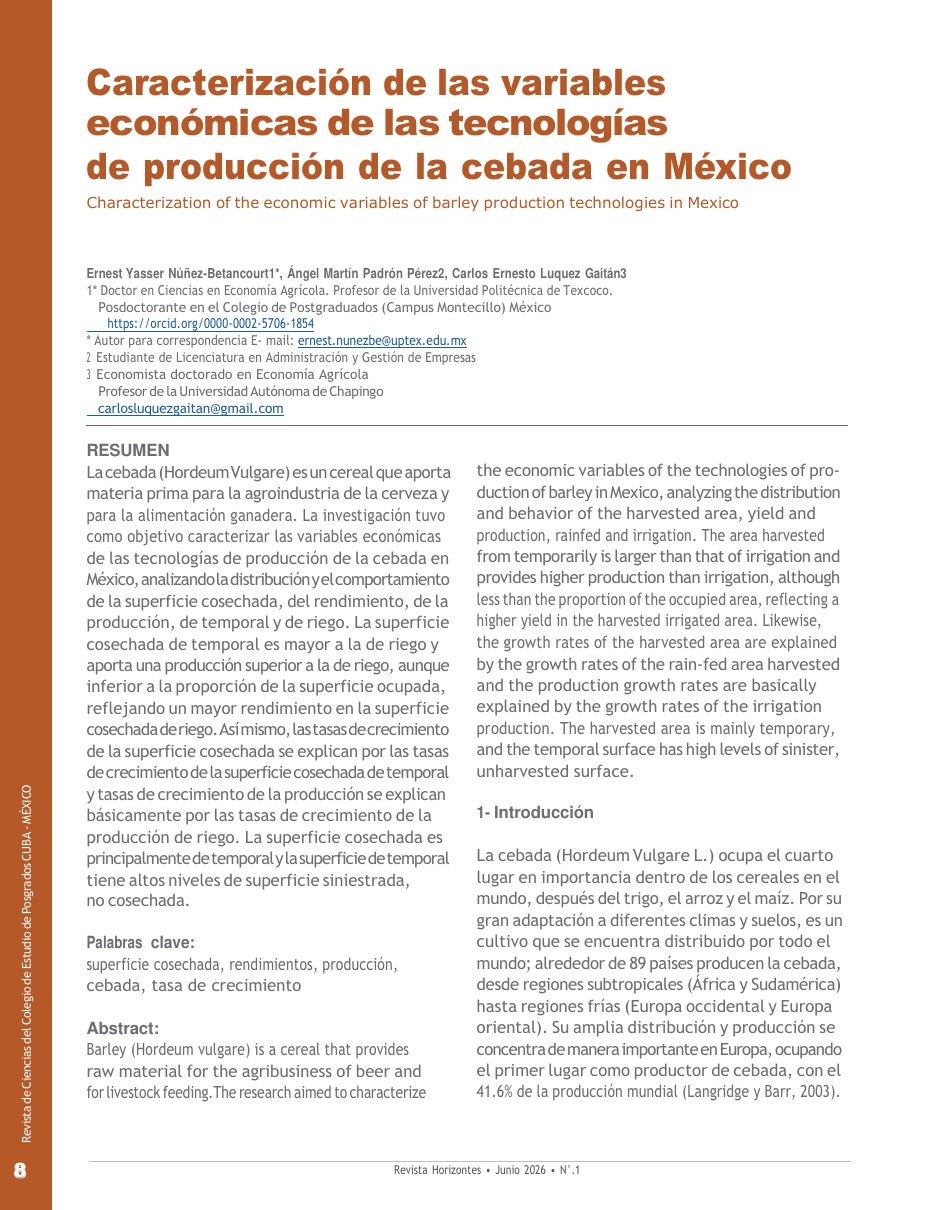 Caracterización de las variables
económicas de las tecnologías
de producción de la cebada en México
Characterization of the economic variables of barley production technologies in Mexico
Ernest Yasser Núñez-Betancourt1*, Ángel Martín Padrón Pérez2, Carlos Ernesto Luquez Gaitán3
1* Doctor en Ciencias en Economía Agrícola. Profesor de la Universidad Politécnica de Texcoco.
Posdoctorante en el Colegio de Postgraduados (Campus Montecillo) México
https://orcid.org/0000-0002-5706-1854
* Autor para correspondencia E- mail: ernest.nunezbe@uptex.edu.mx
2 Estudiante de Licenciatura en Administración y Gestión de Empresas
3 Economista doctorado en Economía Agrícola
Profesor de la Universidad Autónoma de Chapingo
carlosluquezgaitan@gmail.com
RESUMEN
La cebada (Hordeum Vulgare) es un cereal que aporta
materia prima para la agroindustria de la cerveza y
para la alimentación ganadera. La investigación tuvo
como objetivo caracterizar las variables económicas
de las tecnologías de producción de la cebada en
México, analizando la distribución y el comportamiento
de la superficie cosechada, del rendimiento, de la
producción, de temporal y de riego. La superficie
cosechada de temporal es mayor a la de riego y
aporta una producción superior a la de riego, aunque
inferior a la proporción de la superficie ocupada,
reflejando un mayor rendimiento en la superficie
cosechada de riego. Así mismo, las tasas de crecimiento
de la superficie cosechada se explican por las tasas
de crecimiento de la superficie cosechada de temporal
y tasas de crecimiento de la producción se explican
básicamente por las tasas de crecimiento de la
producción de riego. La superficie cosechada es
principalmente de temporal y la superficie de temporal
tiene altos niveles de superficie siniestrada,
no cosechada.
Palabras clave:
superficie cosechada, rendimientos, producción,
cebada, tasa de crecimiento
Abstract:
Barley (Hordeum vulgare) is a cereal that provides
raw material for the agribusiness of beer and
for livestock feeding.The research aimed to characterize
the economic variables of the technologies of pro-
duction of barley in Mexico, analyzing the distribution
and behavior of the harvested area, yield and
production, rainfed and irrigation. The area harvested
from temporarily is larger than that of irrigation and
provides higher production than irrigation, although
less than the proportion of the occupied area, reflecting a
higher yield in the harvested irrigated area. Likewise,
the growth rates of the harvested area are explained
by the growth rates of the rain-fed area harvested
and the production growth rates are basically
explained by the growth rates of the irrigation
production. The harvested area is mainly temporary,
and the temporal surface has high levels of sinister,
unharvested surface.
1- Introducción
La cebada (Hordeum Vulgare L.) ocupa el cuarto
lugar en importancia dentro de los cereales en el
mundo, después del trigo, el arroz y el maíz. Por su
gran adaptación a diferentes climas y suelos, es un
cultivo que se encuentra distribuido por todo el
mundo; alrededor de 89 países producen la cebada,
desde regiones subtropicales (África y Sudamérica)
hasta regiones frías (Europa occidental y Europa
oriental). Su amplia distribución y producción se
concentra de manera importante en Europa, ocupando
el primer lugar como productor de cebada, con el
41.6% de la producción mundial (Langridge y Barr, 2003).
Revista de Ciencias del Colegio de Estudio de Posgrados CUBA - MÉXICO
8
Revista Horizontes • Junio 2026 • N°.1